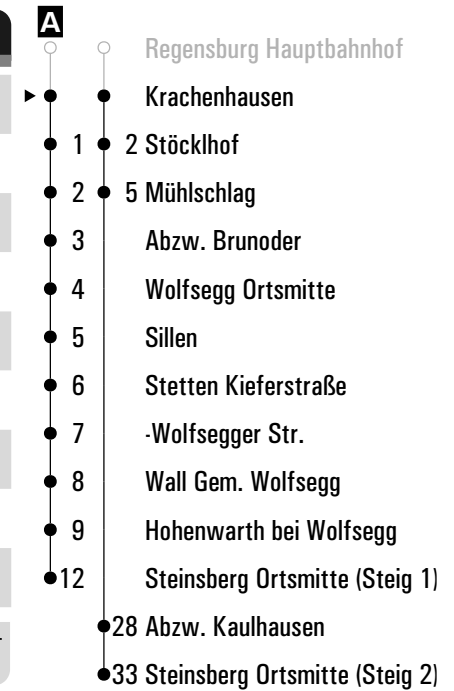 A
Regensburg Hauptbahnhof
Krachenhausen
1 2 Stöcklhof
2 5 Mühlschlag
3 Abzw. Brunoder
4 Wolfsegg Ortsmitte
5 Sillen
6 Stetten Kieferstraße
7 -Wolfsegger Str.
8 Wall Gem. Wolfsegg
9 Hohenwarth bei Wolfsegg
12 Steinsberg Ortsmitte (Steig 1)
28 Abzw. Kaulhausen
33 Steinsberg Ortsmitte (Steig 2)